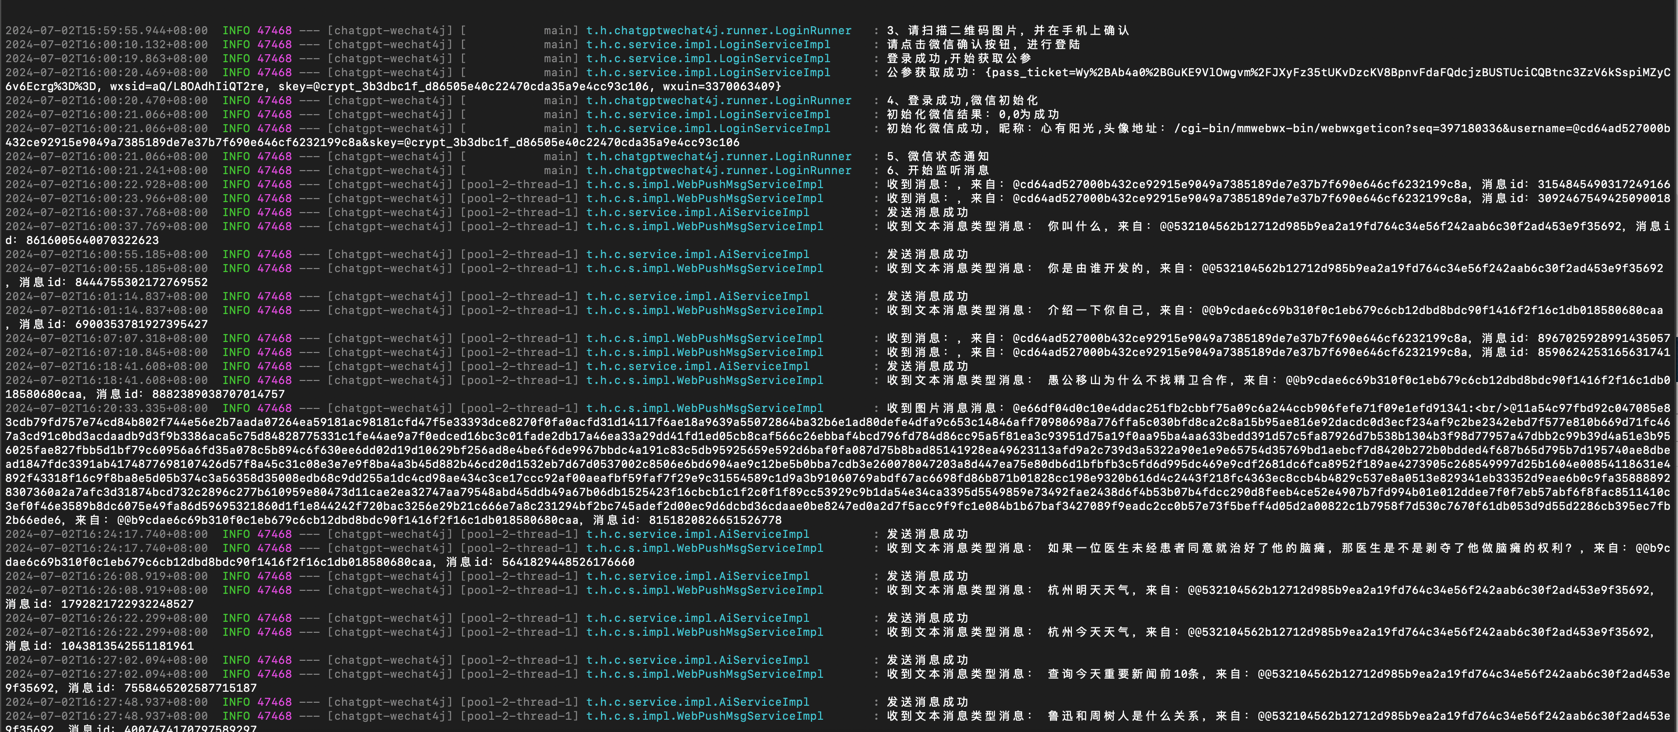 2024-07-02T15:59:55.944+08:00  INFO 47468 --- [chatgpt-wechat4j] [           main] t.h.chatgptwechat4j.runner.LoginRunner   : 3、请扫描二维码图片，并在手机上确认
2024-07-02T16:00:10.132+08:00  INFO 47468 --- [chatgpt-wechat4j] [           main] t.h.c.service.impl.LoginServiceImpl      : 请点击微信确认按钮，进行登陆
2024-07-02T16:00:19.863+08:00  INFO 47468 --- [chatgpt-wechat4j] [           main] t.h.c.service.impl.LoginServiceImpl      : 登录成功,开始获取公参
2024-07-02T16:00:20.469+08:00  INFO 47468 --- [chatgpt-wechat4j] [           main] t.h.c.service.impl.LoginServiceImpl      : 公参获取成功：
wxuin=3370063409}
2024-07-02T16:00:20.470+08:00  INFO 47468 --- [chatgpt-wechat4j] [           main] t.h.chatgptwechat4j.runner.LoginRunner   : 4、登录成功,微信初始化
2024-07-02T16:00:21.066+08:00  INFO 47468 --- [chatgpt-wechat4j] [           main] t.h.c.service.impl.LoginServiceImpl      : 初始化微信结果：0,0为成功
2024-07-02T16:00:21.066+08:00  INFO 47468 --- [chatgpt-wechat4j] [           main] t.h.c.service.impl.LoginServiceImpl      : 初始化微信成功，昵称：心有阳光,头像地址：/cgi-bin/mmwebwx-bin/webwxgeticon?seq=397180336&username=@cd64ad527000b
432ce92915e9049a7385189de7e37b7f690e646cf6232199c8a&skey=@crypt_3b3dbc1f_d86505e40c22470cda35a9e4cc93c106
2024-07-02T16:00:21.066+08:00  INFO 47468 --- [chatgpt-wechat4j] [           main] t.h.chatgptwechat4j.runner.LoginRunner   : 5、微信状态通知
2024-07-02T16:00:21.241+08:00  INFO 47468 --- [chatgpt-wechat4j] [           main] t.h.chatgptwechat4j.runner.LoginRunner   : 6、开始监听消息
2024-07-02T16:00:22.928+08:00  INFO 47468 --- [chatgpt-wechat4j] [pool-2-thread-1] t.h.c.s.impl.WebPushMsgServiceImpl       : 收到消息：，来自：@cd64ad527000b432ce92915e9049a7385189de7e37b7f690e646cf6232199c8a，消息id：3154845490317249166
2024-07-02T16:00:23.966+08:00  INFO 47468 --- [chatgpt-wechat4j] [pool-2-thread-1] t.h.c.s.impl.WebPushMsgServiceImpl       : 收到消息：，来自：@cd64ad527000b432ce92915e9049a7385189de7e37b7f690e646cf6232199c8a，消息id：3092467549425090018
2024-07-02T16:00:37.768+08:00  INFO 47468 --- [chatgpt-wechat4j] [pool-2-thread-1] t.h.c.service.impl.AiServiceImpl         : 发送消息成功
2024-07-02T16:00:37.769+08:00  INFO 47468 --- [chatgpt-wechat4j] [pool-2-thread-1] t.h.c.s.impl.WebPushMsgServiceImpl       : 收到文本消息类型消息： 你叫什么，来自：@@532104562b12712d985b9ea2a19fd764c34e56f242aab6c30f2ad453e9f35692，消息i
d：8616005640070322623
2024-07-02T16:00:55.185+08:00  INFO 47468 --- [chatgpt-wechat4j] [pool-2-thread-1] t.h.c.service.impl.AiServiceImpl         : 发送消息成功
2024-07-02T16:00:55.185+08:00  INFO 47468 --- [chatgpt-wechat4j] [pool-2-thread-1] t.h.c.s.impl.WebPushMsgServiceImpl       : 收到文本消息类型消息： 你是由谁开发的，来自：@@532104562b12712d985b9ea2a19fd764c34e56f242aab6c30f2ad453e9f35692
，消息id：8444755302172769552
2024-07-02T16:01:14.837+08:00  INFO 47468 --- [chatgpt-wechat4j] [pool-2-thread-1] t.h.c.service.impl.AiServiceImpl         : 发送消息成功
2024-07-02T16:01:14.837+08:00  INFO 47468 --- [chatgpt-wechat4j] [pool-2-thread-1] t.h.c.s.impl.WebPushMsgServiceImpl       : 收到文本消息类型消息： 介绍一下你自己，来自：@@b9cdae6c69b310f0c1eb679c6cb12dbd8bdc90f1416f2f16c1db018580680caa
，消息id：6900353781927395427
2024-07-02T16:07:07.318+08:00  INFO 47468 --- [chatgpt-wechat4j] [pool-2-thread-1] t.h.c.s.impl.WebPushMsgServiceImpl       : 收到消息：，来自：@cd64ad527000b432ce92915e9049a7385189de7e37b7f690e646cf6232199c8a，消息id：8967025928991435057
2024-07-02T16:07:10.845+08:00  INFO 47468 --- [chatgpt-wechat4j] [pool-2-thread-1] t.h.c.s.impl.WebPushMsgServiceImpl       : 收到消息：，来自：@cd64ad527000b432ce92915e9049a7385189de7e37b7f690e646cf6232199c8a，消息id：8590624253165631741
2024-07-02T16:18:41.608+08:00  INFO 47468 --- [chatgpt-wechat4j] [pool-2-thread-1] t.h.c.service.impl.AiServiceImpl         : 发送消息成功
2024-07-02T16:18:41.608+08:00  INFO 47468 --- [chatgpt-wechat4j] [pool-2-thread-1] t.h.c.s.impl.WebPushMsgServiceImpl       : 收到文本消息类型消息： 愚公移山为什么不找精卫合作，来自：@@b9cdae6c69b310f0c1eb679c6cb12dbd8bdc90f1416f2f16c1db0
18580680caa，消息id：8882389038707014757
2024-07-02T16:20:33.335+08:00  INFO 47468 --- [chatgpt-wechat4j] [pool-2-thread-1] t.h.c.s.impl.WebPushMsgServiceImpl       : 收到图片消息消息：
来自：@@b9cdae6c69b310f0c1eb679c6cb12dbd8bdc90f1416f2f16c1db018580680caa，消息id：8151820826651526778
2024-07-02T16:24:17.740+08:00  INFO 47468 --- [chatgpt-wechat4j] [pool-2-thread-1] t.h.c.service.impl.AiServiceImpl         : 发送消息成功
2024-07-02T16:24:17.740+08:00  INFO 47468 --- [chatgpt-wechat4j] [pool-2-thread-1] t.h.c.s.impl.WebPushMsgServiceImpl       : 收到文本消息类型消息： 如果一位医生未经患者同意就治好了他的脑瘫，那医生是不是剥夺了他做脑瘫的权利？，来自：@@b9c
dae6c69b310f0c1eb679c6cb12dbd8bdc90f1416f2f16c1db018580680caa，消息id：5641829448526176660
2024-07-02T16:26:08.919+08:00  INFO 47468 --- [chatgpt-wechat4j] [pool-2-thread-1] t.h.c.service.impl.AiServiceImpl         : 发送消息成功
2024-07-02T16:26:08.919+08:00  INFO 47468 --- [chatgpt-wechat4j] [pool-2-thread-1] t.h.c.s.impl.WebPushMsgServiceImpl       : 收到文本消息类型消息： 杭州明天天气，来自：@@532104562b12712d985b9ea2a19fd764c34e56f242aab6c30f2ad453e9f35692，
消息id：1792821722932248527
2024-07-02T16:26:22.299+08:00  INFO 47468 --- [chatgpt-wechat4j] [pool-2-thread-1] t.h.c.service.impl.AiServiceImpl         : 发送消息成功
2024-07-02T16:26:22.299+08:00  INFO 47468 --- [chatgpt-wechat4j] [pool-2-thread-1] t.h.c.s.impl.WebPushMsgServiceImpl       : 收到文本消息类型消息： 杭州今天天气，来自：@@532104562b12712d985b9ea2a19fd764c34e56f242aab6c30f2ad453e9f35692，
消息id：1043813542551181961
2024-07-02T16:27:02.094+08:00  INFO 47468 --- [chatgpt-wechat4j] [pool-2-thread-1] t.h.c.service.impl.AiServiceImpl         : 发送消息成功
2024-07-02T16:27:02.094+08:00  INFO 47468 --- [chatgpt-wechat4j] [pool-2-thread-1] t.h.c.s.impl.WebPushMsgServiceImpl       : 收到文本消息类型消息： 查询今天重要新闻前10条，来自：@@532104562b12712d985b9ea2a19fd764c34e56f242aab6c30f2ad453e
9f35692，消息id：7558465202587715187
2024-07-02T16:27:48.937+08:00  INFO 47468 --- [chatgpt-wechat4j] [pool-2-thread-1] t.h.c.service.impl.AiServiceImpl         : 发送消息成功
2024-07-02T16:27:48.937+08:00  INFO 47468 --- [chatgpt-wechat4j] [pool-2-thread-1] t.h.c.s.impl.WebPushMsgServiceImpl       : 收到文本消息类型消息： 鲁迅和周树人是什么关系，来自：@@532104562b12712d985b9ea2a19fd764c34e56f242aab6c30f2ad453e
9f35692，消息id：4007474170797589297